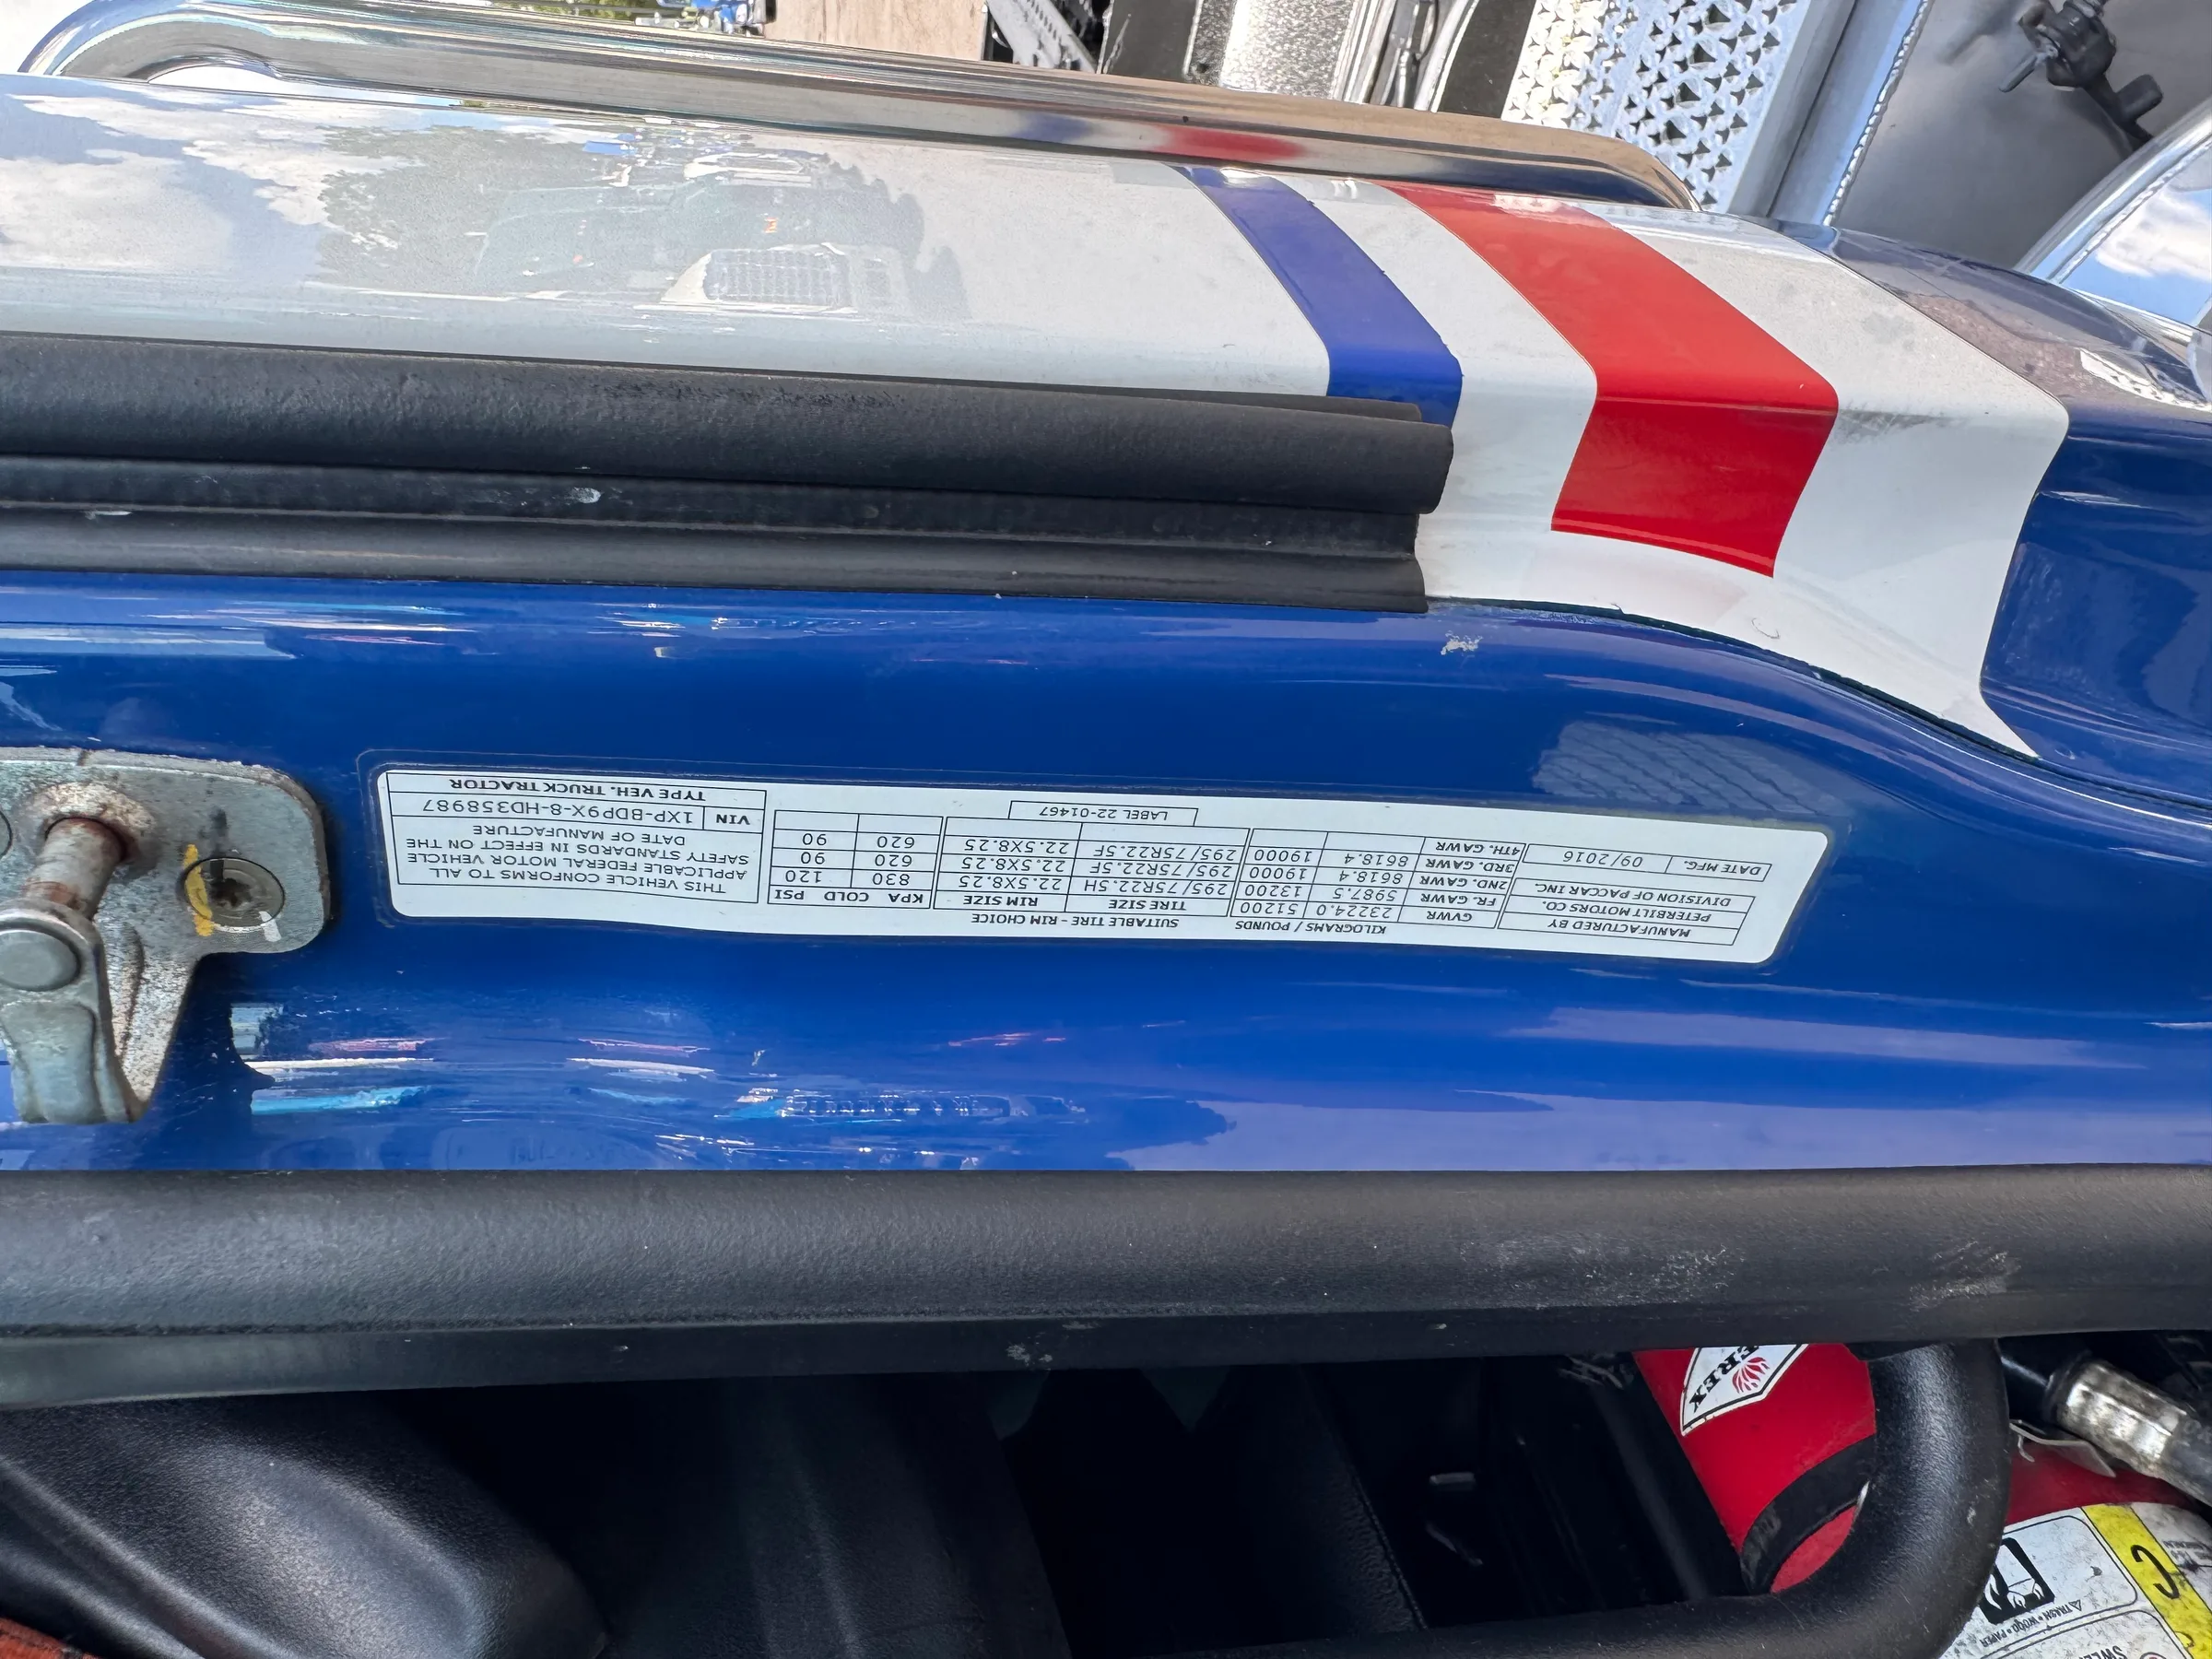 MANUFACTURED BY
PETERBILT MOTORS CO.
DIVISION OF PACCAR INC.
DATE MFG. 09/2016
KILOGRAMS / POUNDS
GVWR 23224.0 51200
FR. GAWR 5987.5 13200
2ND. GAWR 8618.4 19000
3RD. GAWR 8618.4 19000
4TH. GAWR
SUITABLE TIRE - RIM CHOICE
TIRE SIZE RIM SIZE
295/75R22.5H 22.5X8.25
295/75R22.5F 22.5X8.25
295/75R22.5F 22.5X8.25
KPA COLD PSI
830 120
620 90
620 90
LABEL 22-01467
THIS VEHICLE CONFORMS TO ALL
APPLICABLE FEDERAL MOTOR VEHICLE
SAFETY STANDARDS IN EFFECT ON THE
DATE OF MANUFACTURE
VIN 1XP-BDP9X-8-HD358987
TYPE VEH. TRUCK TRACTOR
EREX
C
TRASH • WOOD • PAPER